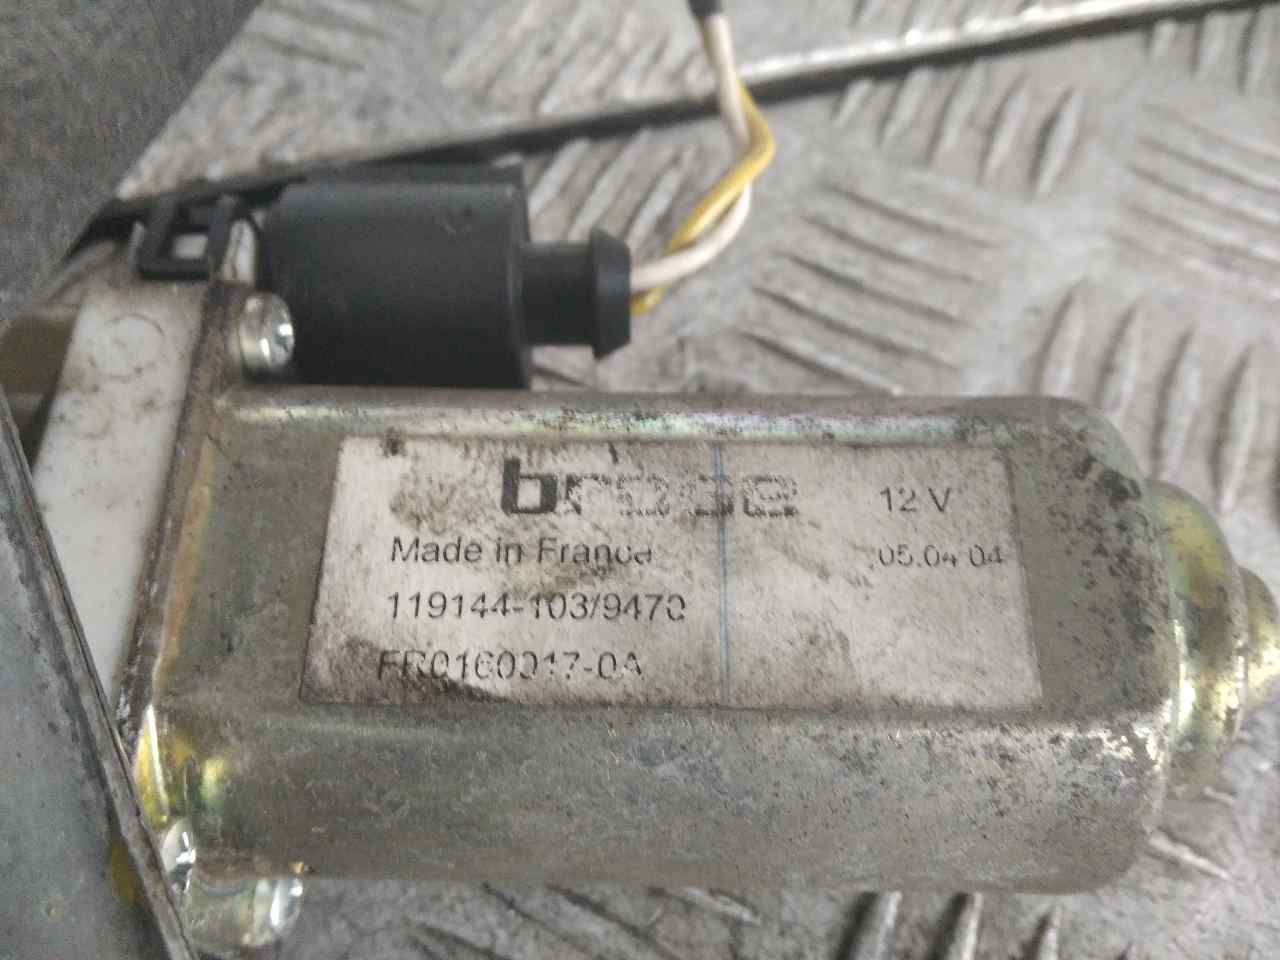 brose
12 V
Made in France
05.04 04
119144-103/9470
FR0160017-0A